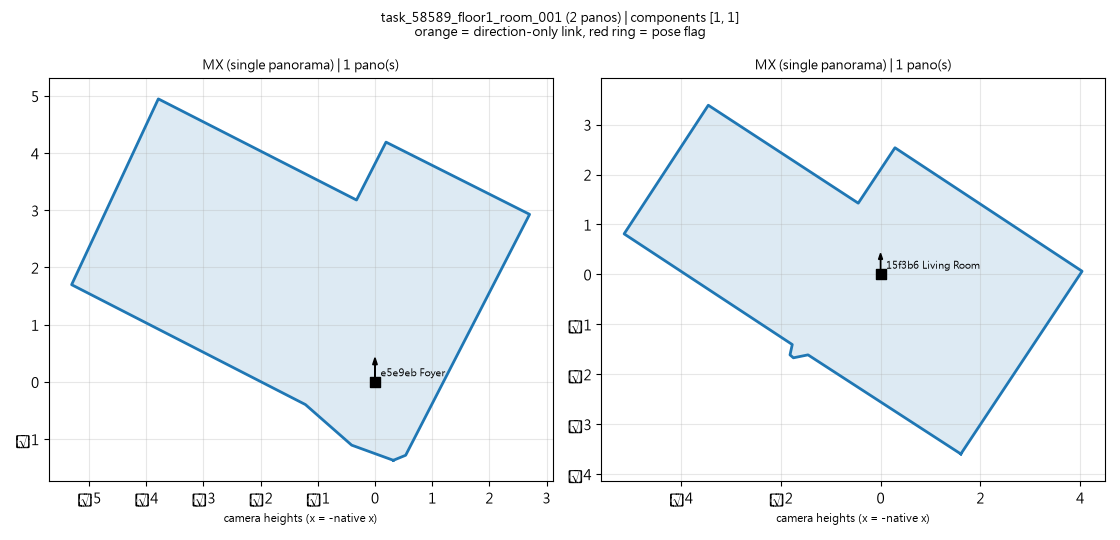 task_58589_floor1_room_001 (2 panos) | components [1, 1]
orange = direction-only link, red ring = pose flag
MX (single panorama) | 1 pano(s)
5
4
3
2
1
0
1
e5e9eb Foyer
5 4 3 2 1 0 1 2 3
camera heights (x = -native x)
MX (single panorama) | 1 pano(s)
3
2
1
0
1
2
3
4
15f3b6 Living Room
4 2 0 2 4
camera heights (x = -native x)